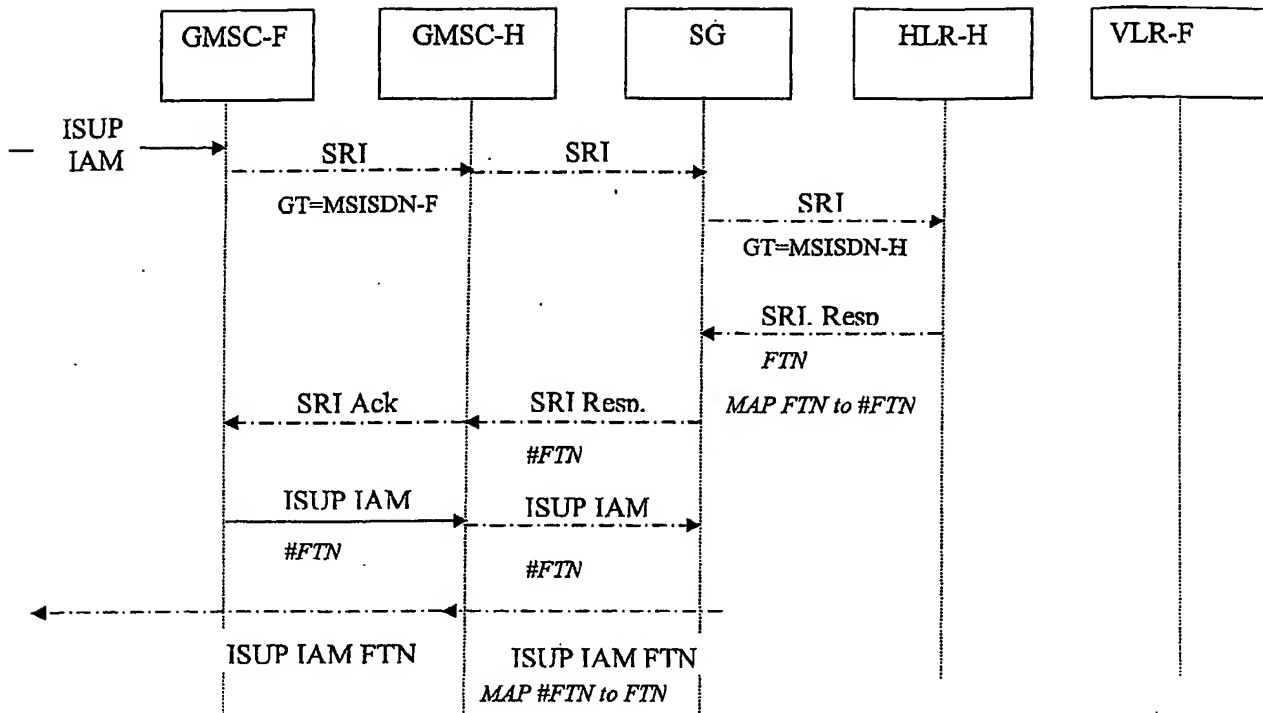 GMSC-F GMSC-H SG HLR-H VLR-F
ISUP
IAM
SRI SRI
GT=MSISDN-F
SRI
GT=MSISDN-H
SRI. Resp
FTN
SRI Ack SRI Resp. MAP FTN to #FTN
#FTN
ISUP IAM ISUP IAM
#FTN #FTN
ISUP IAM FTN ISUP IAM FTN
MAP #FTN to FTN